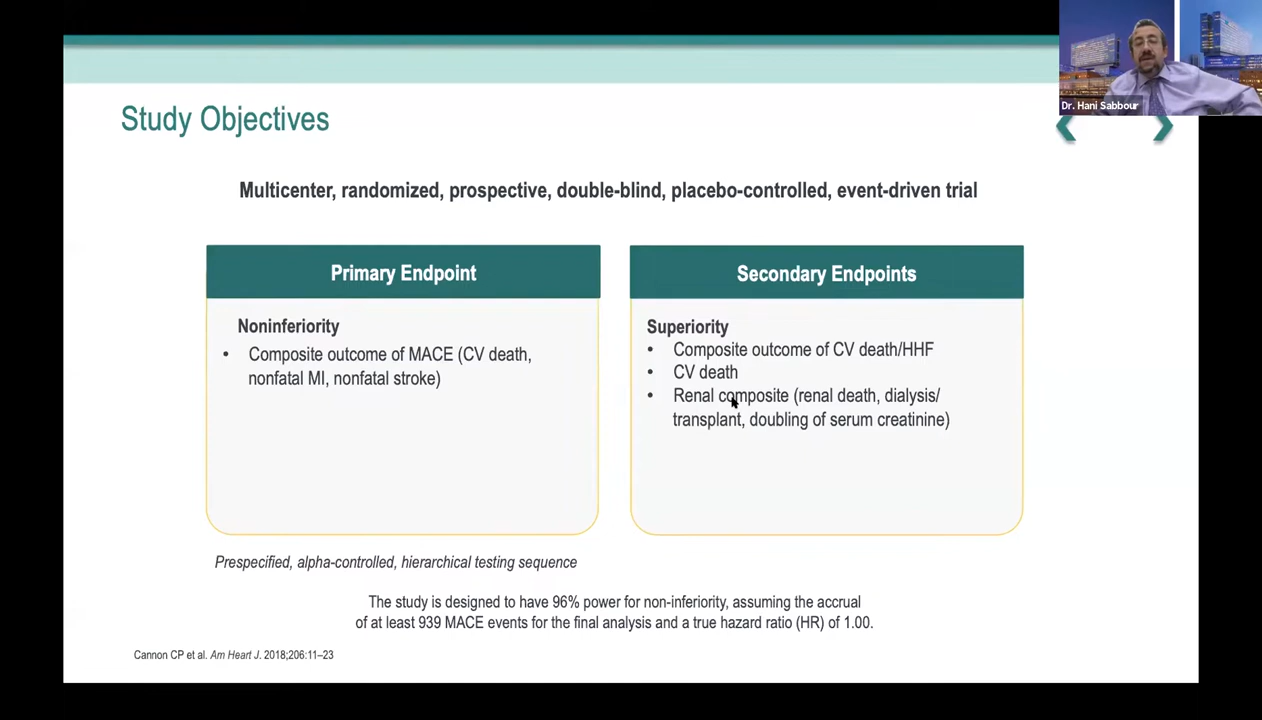 Dr. Hani Sabbour
Study Objectives
Multicenter, randomized, prospective, double-blind, placebo-controlled, event-driven trial
Primary Endpoint
Noninferiority
• Composite outcome of MACE (CV death,
nonfatal MI, nonfatal stroke)
Secondary Endpoints
Superiority
• Composite outcome of CV death/HHF
• CV death
• Renal composite (renal death, dialysis/
transplant, doubling of serum creatinine)
Prespecified, alpha-controlled, hierarchical testing sequence
The study is designed to have 96% power for non-inferiority, assuming the accrual
of at least 939 MACE events for the final analysis and a true hazard ratio (HR) of 1.00.
Cannon CP et al. Am Heart J. 2018;206:11–23